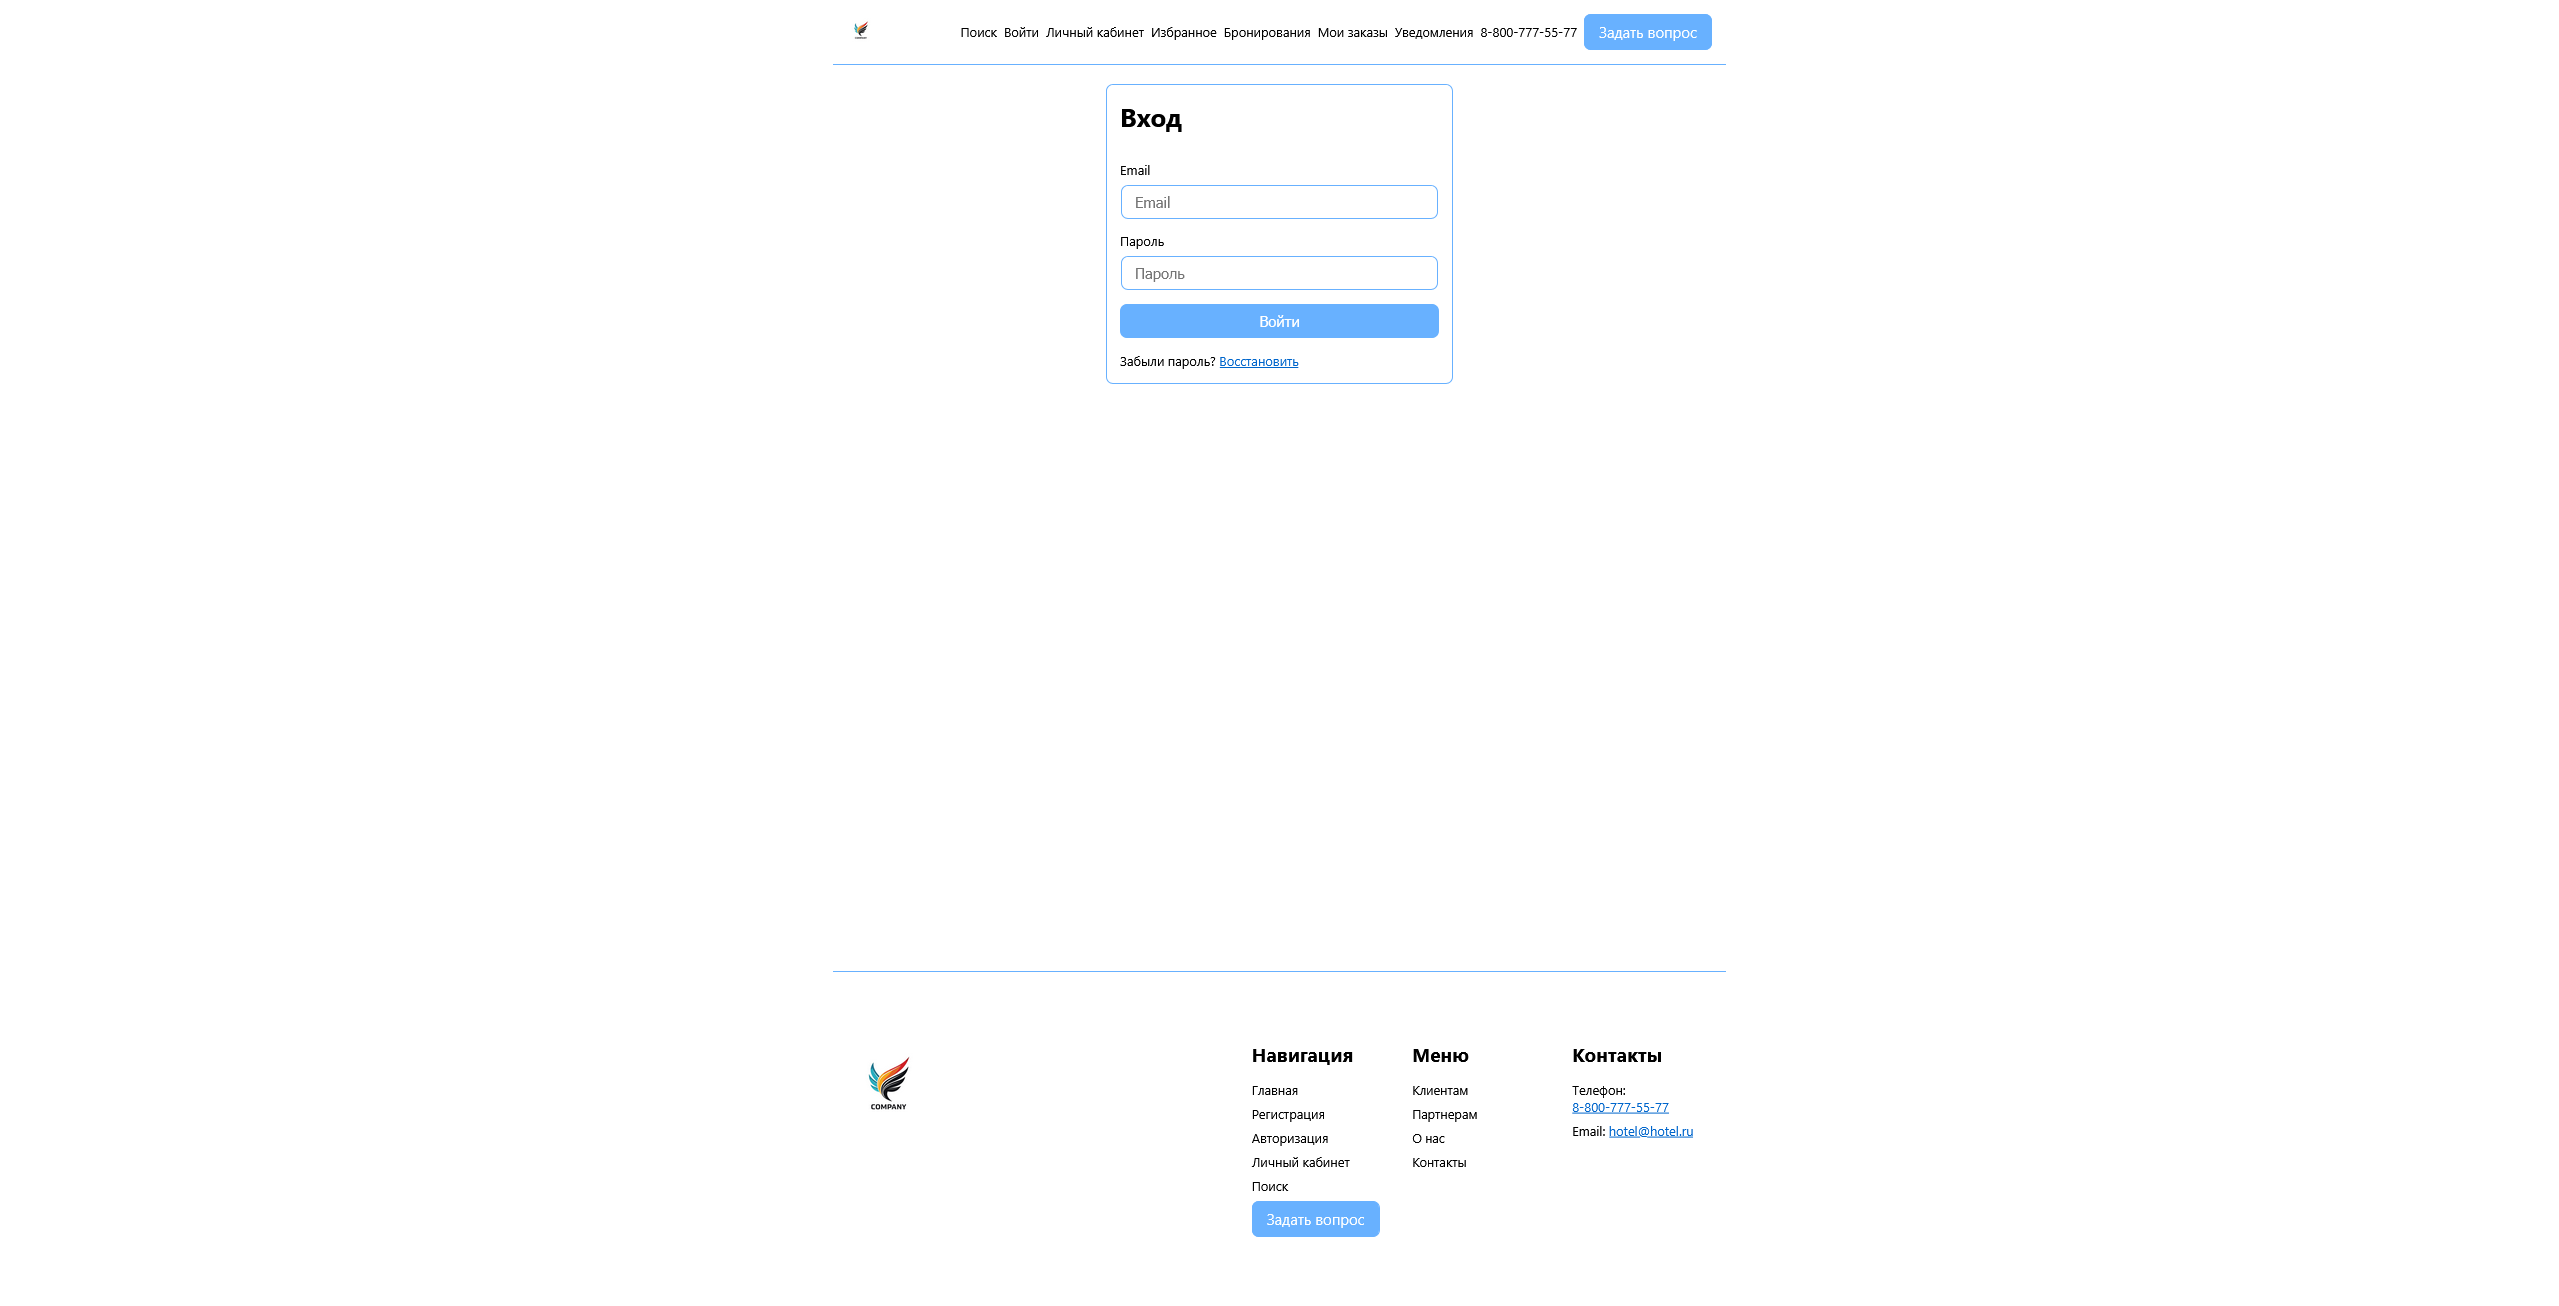 Поиск Войти Личный кабинет Избранное Бронирования Мои заказы Уведомления 8-800-777-55-77 Задать вопрос
Вход
Email
Email
Пароль
Пароль
Войти
Забыли пароль? Восстановить
COMPANY
Навигация
Главная
Регистрация
Авторизация
Личный кабинет
Поиск
Задать вопрос
Меню
Клиентам
Партнерам
О нас
Контакты
Контакты
Телефон:
8-800-777-55-77
Email: hotel@hotel.ru